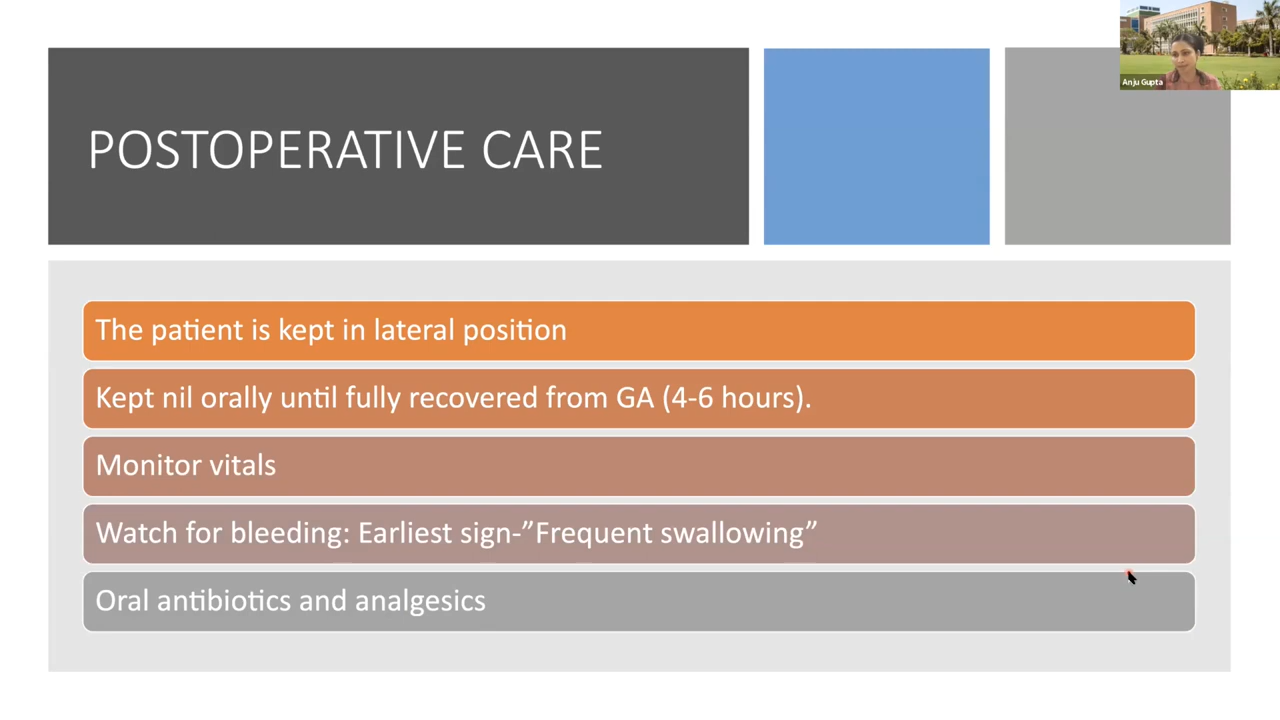 Anju Gupta
POSTOPERATIVE CARE
The patient is kept in lateral position
Kept nil orally until fully recovered from GA (4-6 hours).
Monitor vitals
Watch for bleeding: Earliest sign-”Frequent swallowing”
Oral antibiotics and analgesics